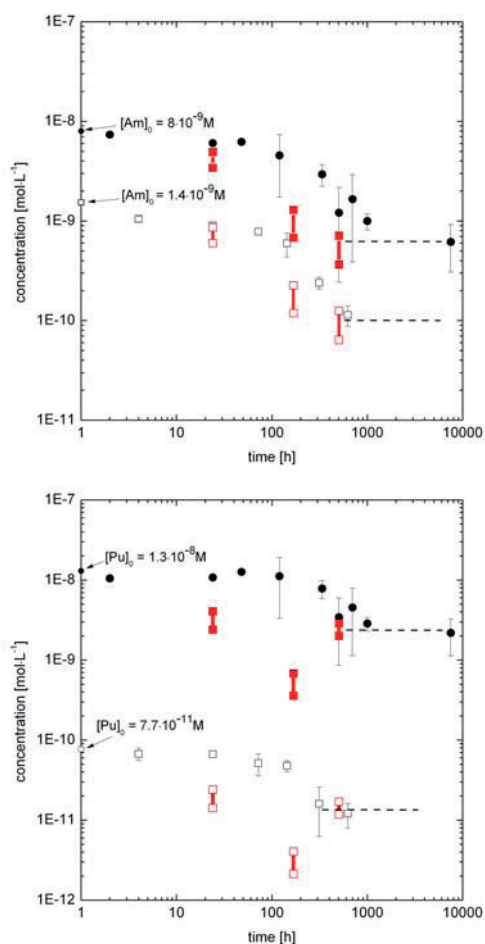 1E-7
1E-8
1E-9
1E-10
1E-11
concentration [mol·L⁻¹]
[Am]₀ = 8·10⁻⁹M
[Am]₀ = 1.4·10⁻⁹M
1 10 100 1000 10000
time [h]
1E-7
1E-8
1E-9
1E-10
1E-11
1E-12
concentration [mol·L⁻¹]
[Pu]₀ = 1.3·10⁻⁸M
[Pu]₀ = 7.7·10⁻¹¹M
1 10 100 1000 10000
time [h]